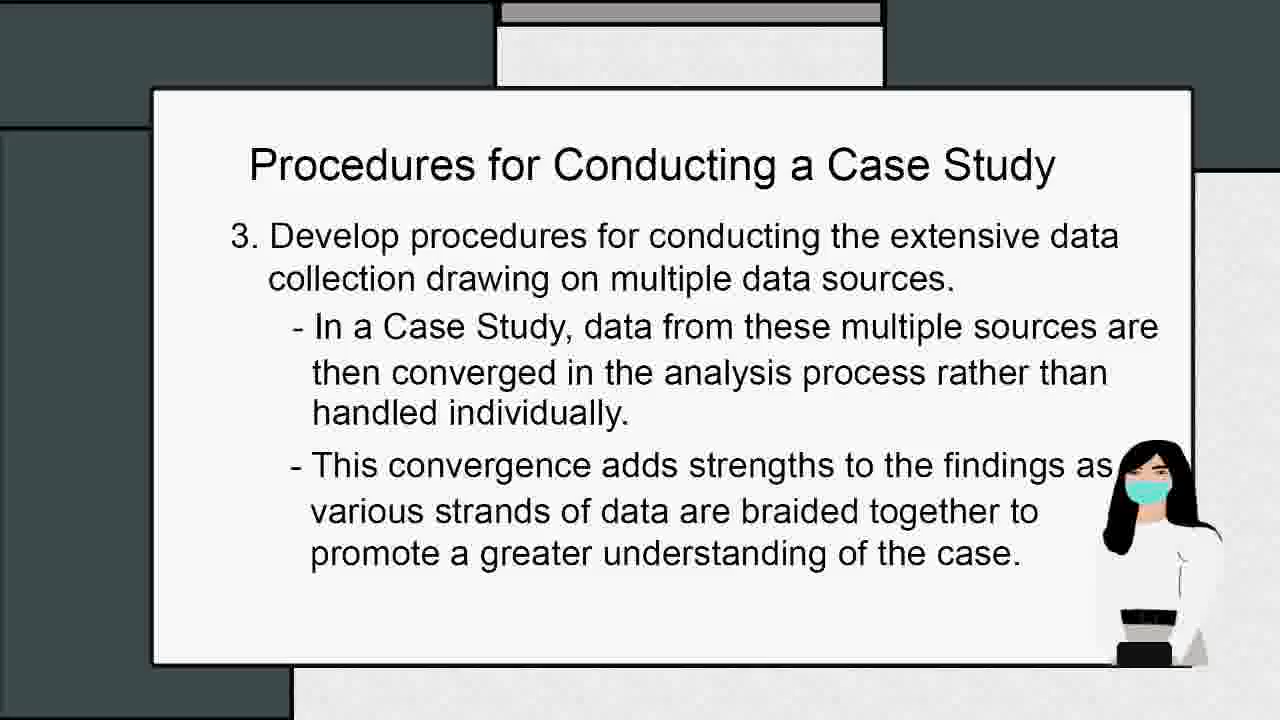 Procedures for Conducting a Case Study
3. Develop procedures for conducting the extensive data
collection drawing on multiple data sources.
- In a Case Study, data from these multiple sources are
then converged in the analysis process rather than
handled individually.
- This convergence adds strengths to the findings as
various strands of data are braided together to
promote a greater understanding of the case.